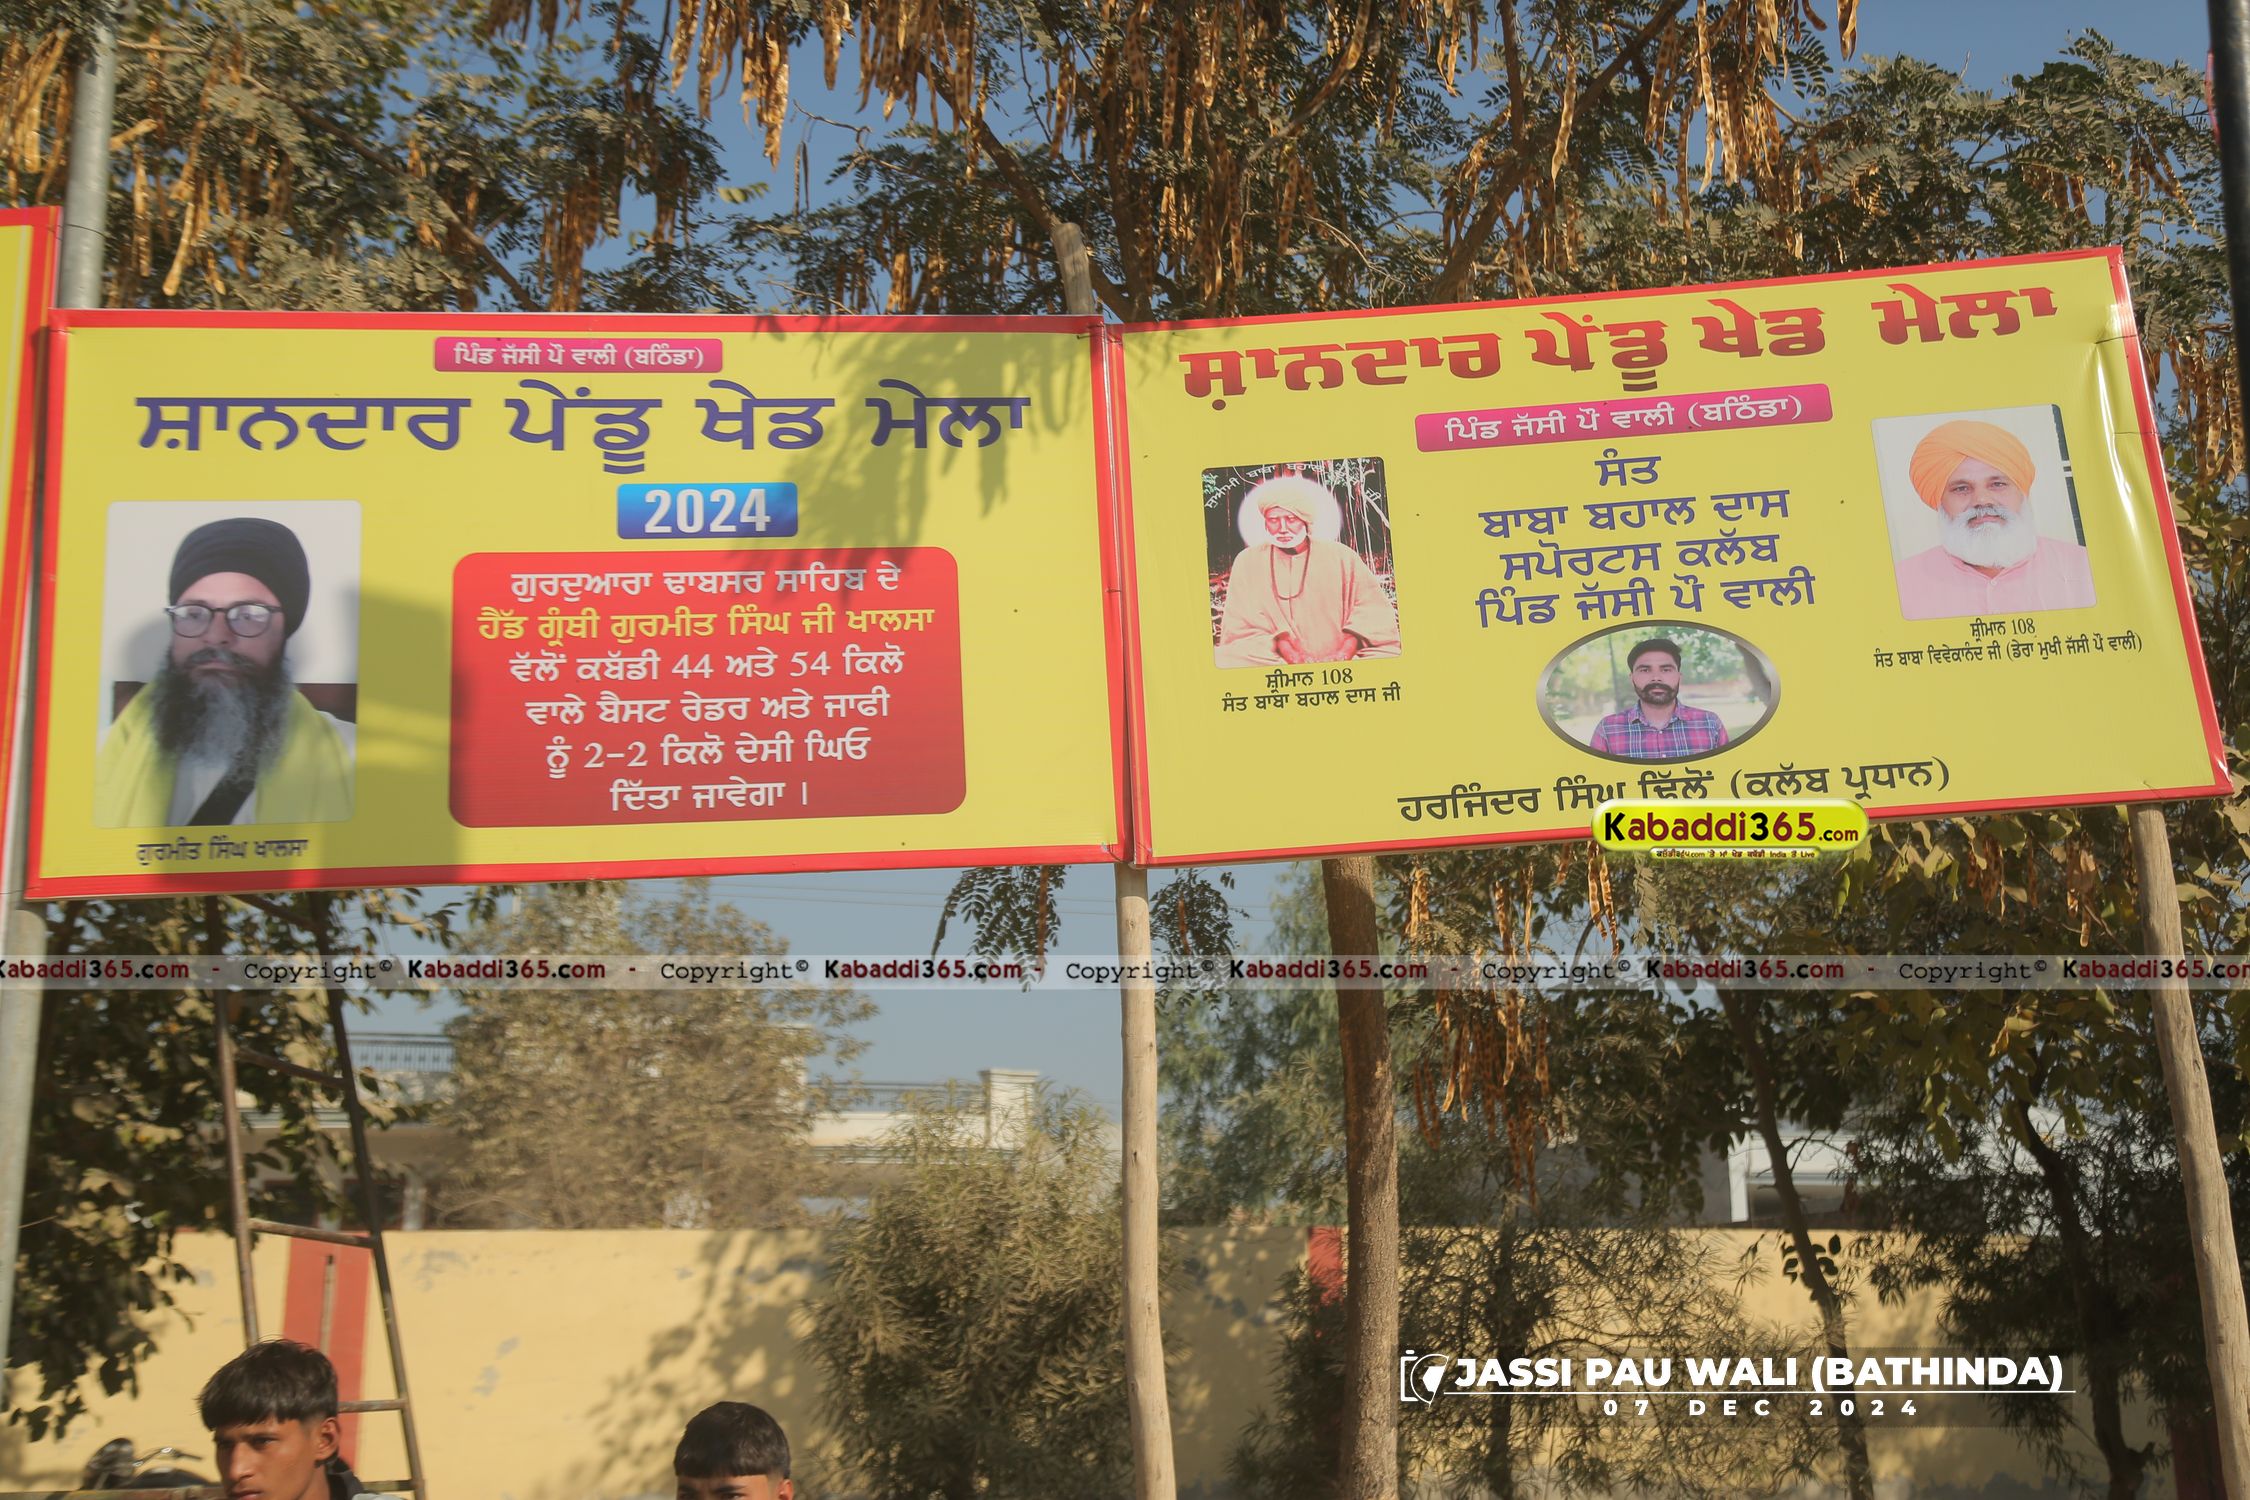 ਪਿੰਡ ਜੱਸੀ ਪੌ ਵਾਲੀ (ਬਠਿੰਡਾ)
ਸ਼ਾਨਦਾਰ ਪੇਂਡੂ ਖੇਡ ਮੇਲਾ
2024
ਗੁਰਦੁਆਰਾ ਢਾਬਸਰ ਸਾਹਿਬ ਦੇ
ਹੈੱਡ ਗ੍ਰੰਥੀ ਗੁਰਮੀਤ ਸਿੰਘ ਜੀ ਖਾਲਸਾ
ਵੱਲੋਂ ਕਬੱਡੀ 44 ਅਤੇ 54 ਕਿਲੋ
ਵਾਲੇ ਬੈਸਟ ਰੇਡਰ ਅਤੇ ਜਾਫੀ
ਨੂੰ 2-2 ਕਿਲੋ ਦੇਸੀ ਘਿਓ
ਦਿੱਤਾ ਜਾਵੇਗਾ ।
ਗੁਰਮੀਤ ਸਿੰਘ ਖਾਲਸਾ
ਸ਼ਾਨਦਾਰ ਪੇਂਡੂ ਖੇਡ ਮੇਲਾ
ਪਿੰਡ ਜੱਸੀ ਪੌ ਵਾਲੀ (ਬਠਿੰਡਾ)
ਸੰਤ
ਬਾਬਾ ਬਹਾਲ ਦਾਸ
ਸਪੋਰਟਸ ਕਲੱਬ
ਪਿੰਡ ਜੱਸੀ ਪੌ ਵਾਲੀ
ਸ਼੍ਰੀਮਾਨ 108
ਸੰਤ ਬਾਬਾ ਬਹਾਲ ਦਾਸ ਜੀ
ਸ਼੍ਰੀਮਾਨ 108
ਸੰਤ ਬਾਬਾ ਵਿਵੇਕਾਨੰਦ ਜੀ (ਡੇਰਾ ਮੁਖੀ ਜੱਸੀ ਪੌ ਵਾਲੀ)
ਹਰਜਿੰਦਰ ਸਿੰਘ ਢਿੱਲੋਂ (ਕਲੱਬ ਪ੍ਰਧਾਨ)
Kabaddi365.com
Kabaddi365.com - Copyright© Kabaddi365.com - Copyright© Kabaddi365.com - Copyright© Kabaddi365.com - Copyright© Kabaddi365.com - Copyright© Kabaddi365.com
JASSI PAU WALI (BATHINDA)
07 DEC 2024